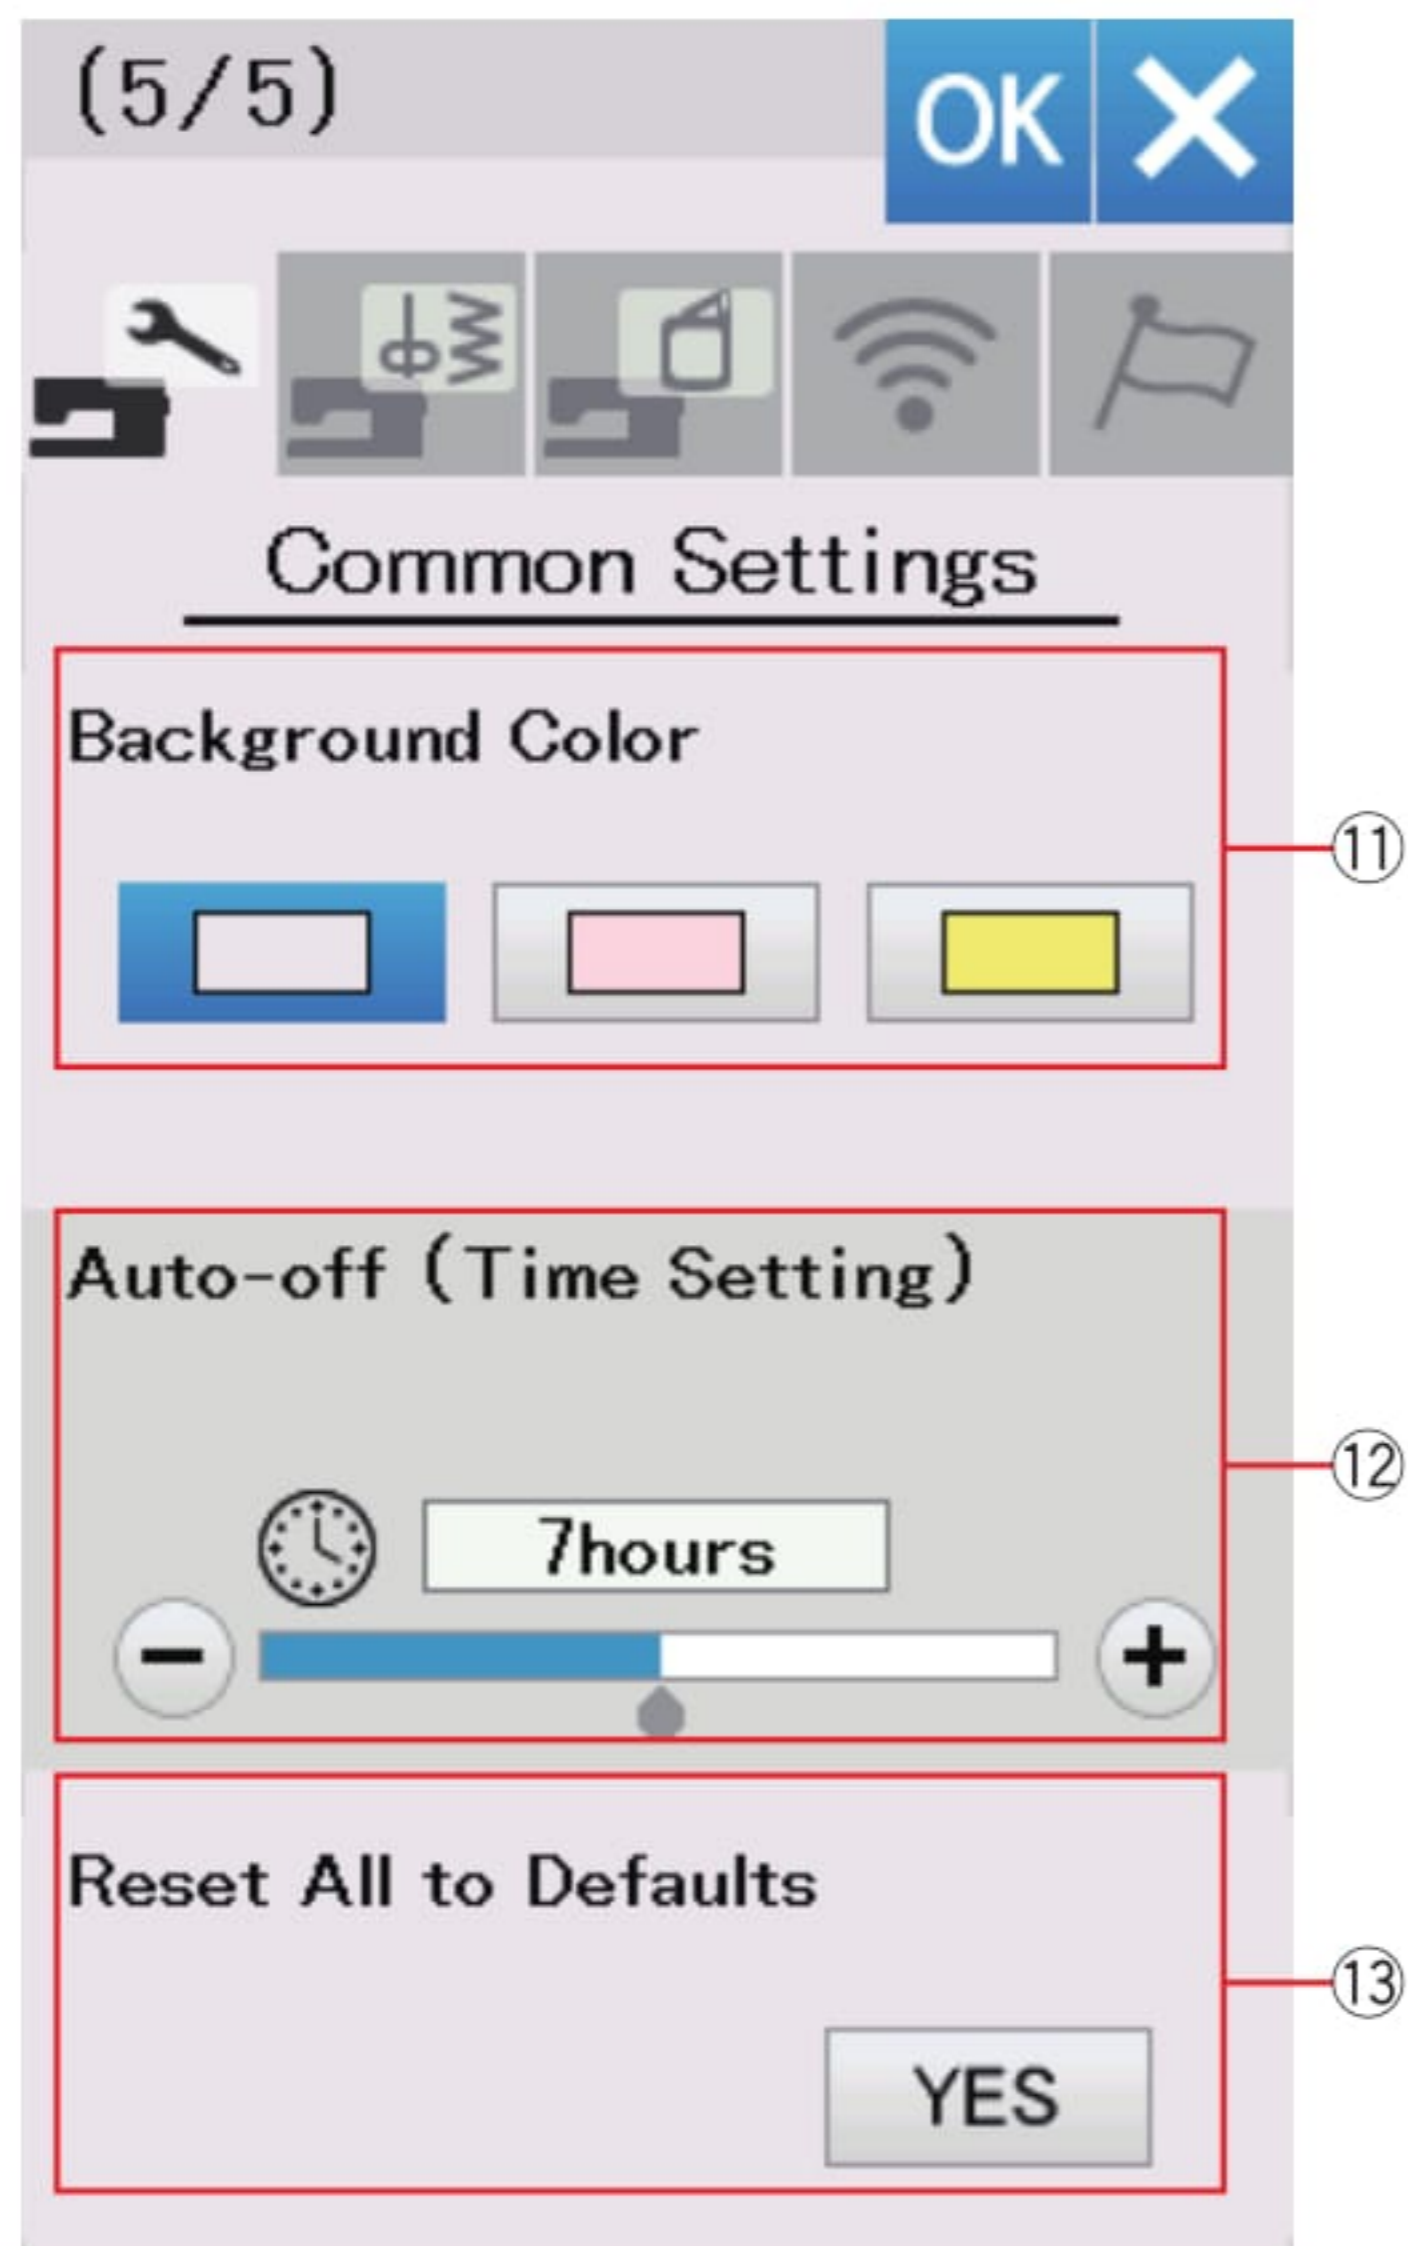 (5/5)
OK
Common Settings
Background Color
⑪
Auto-off (Time Setting)
⑫
7hours
Reset All to Defaults
⑬
YES